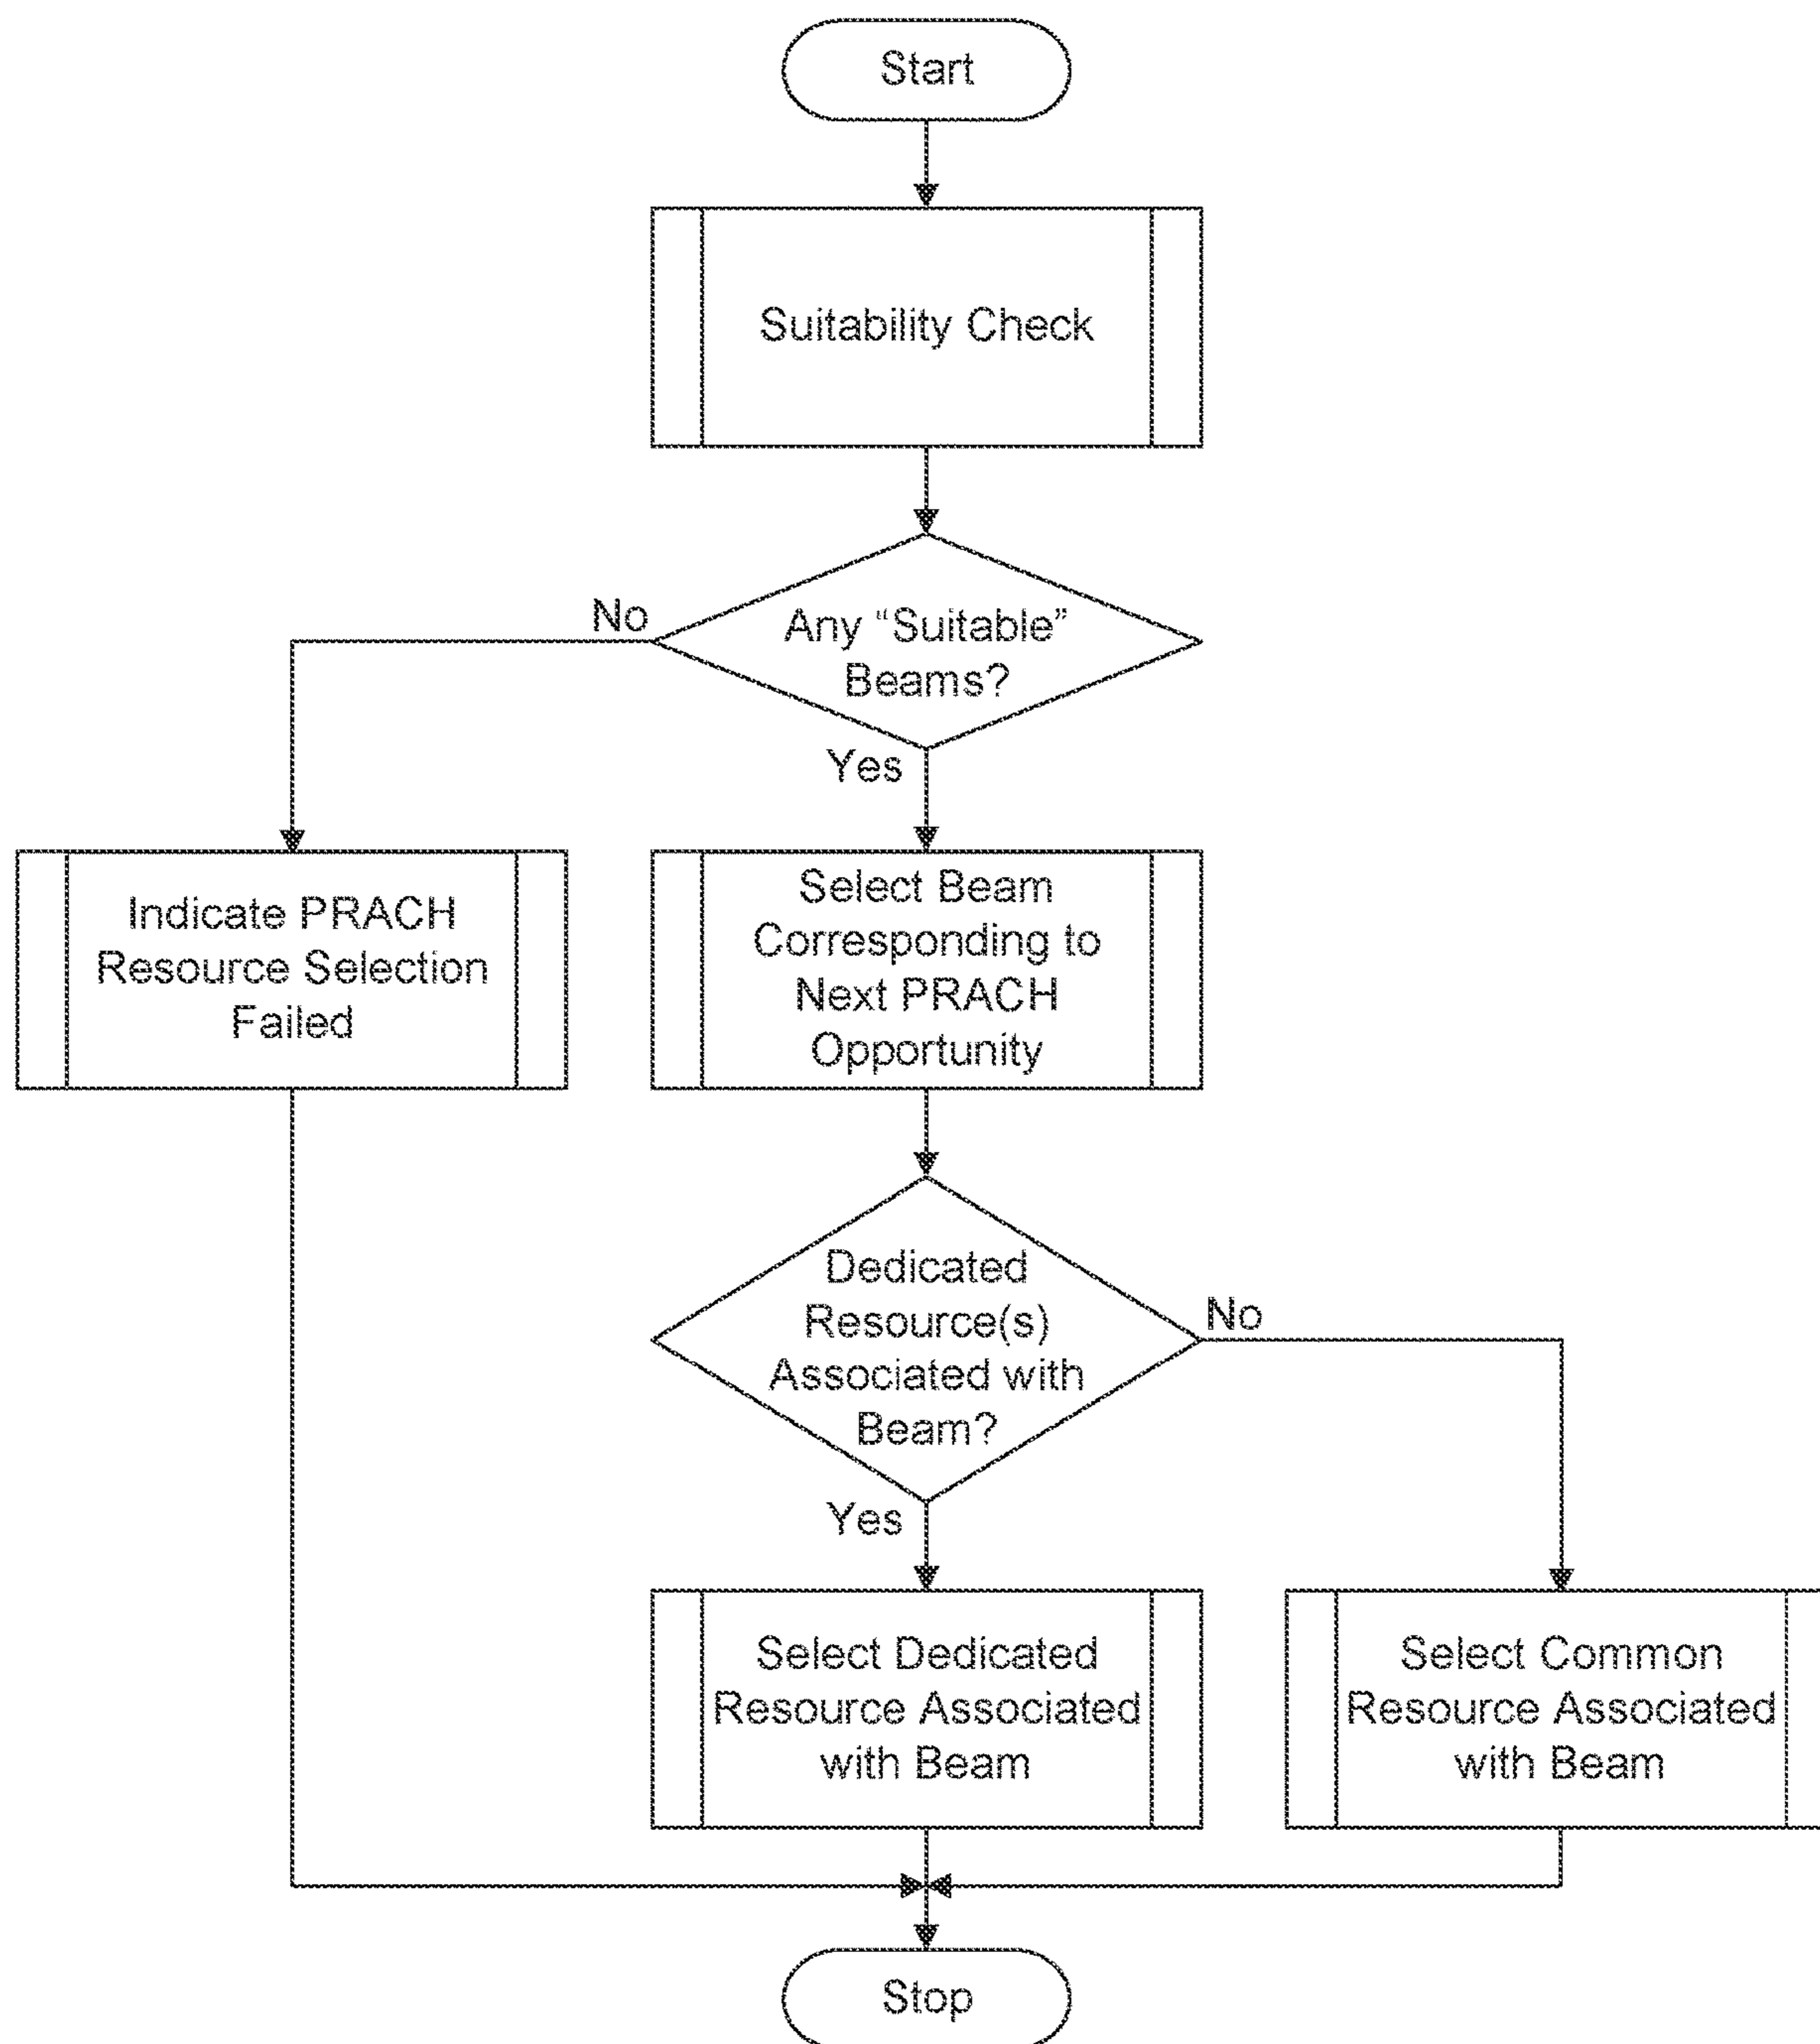 Start
Suitability Check
No
Any “Suitable”
Beams?
Yes
Indicate PRACH
Resource Selection
Failed
Select Beam
Corresponding to
Next PRACH
Opportunity
Dedicated
Resource(s)
Associated with
Beam?
No
Yes
Select Dedicated
Resource Associated
with Beam
Select Common
Resource Associated
with Beam
Stop